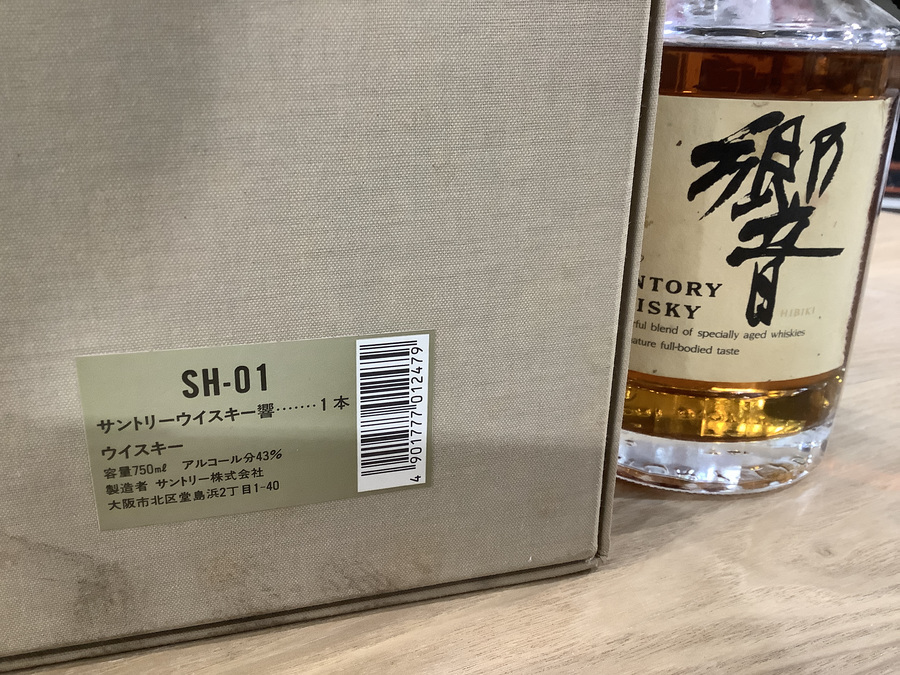 SH-01
サントリーウイスキー響·······1本
ウイスキー
容量750㎖ アルコール分43%
製造者 サントリー株式会社
大阪市北区堂島浜2丁目1-40
4 901777 012479
響
NTORY
ISKY
HIBIKI
rful blend of specially aged whiskies
ature full-bodied taste